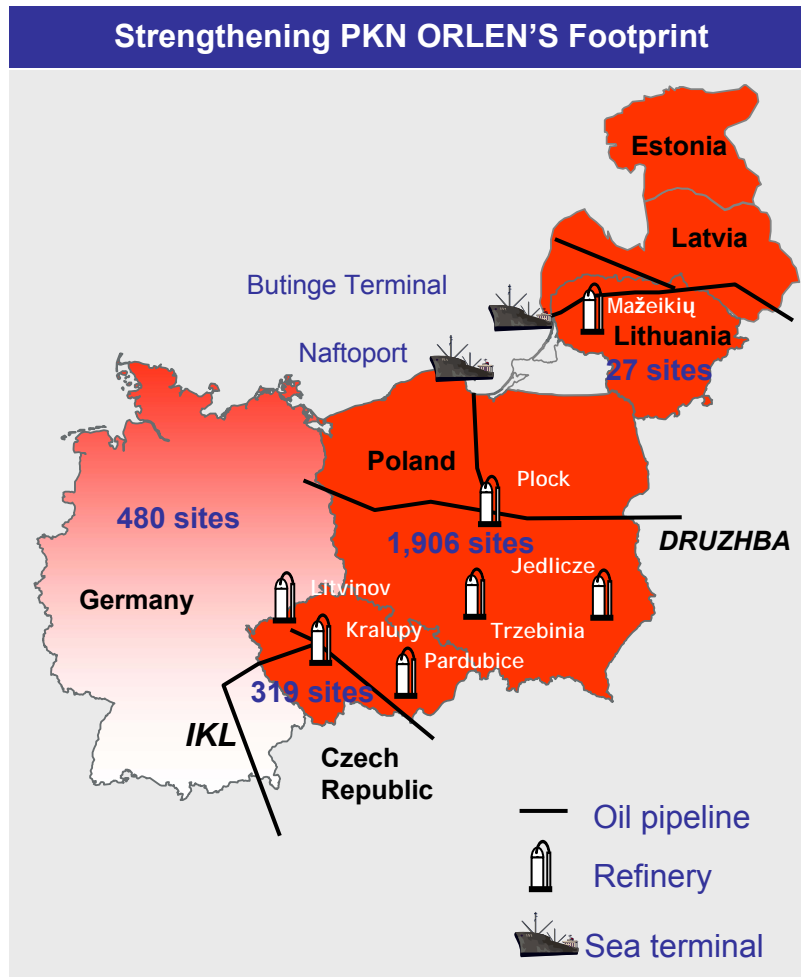 Strengthening PKN ORLEN'S Footprint
Estonia
Latvia
Butinge Terminal
Mažeikių
Lithuania
27 sites
Naftoport
Poland
Plock
480 sites
1,906 sites
DRUZHBA
Jedlicze
Germany
Litvinov
Kralupy
Trzebinia
Pardubice
319 sites
IKL
Czech
Republic
Oil pipeline
Refinery
Sea terminal